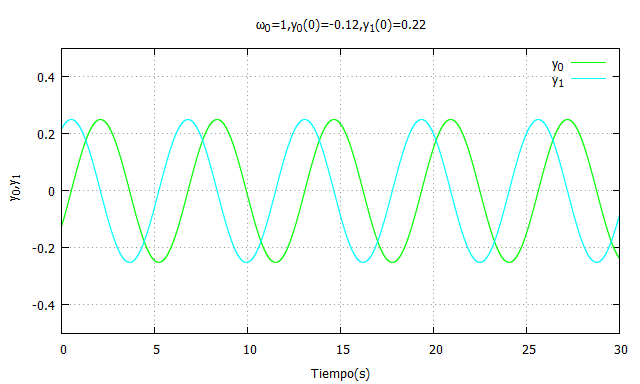 ω₀=1,y₀(0)=-0.12,y₁(0)=0.22
y₀
y₁
0.4
0.2
0
-0.2
-0.4
y₀,y₁
0 5 10 15 20 25 30
Tiempo(s)